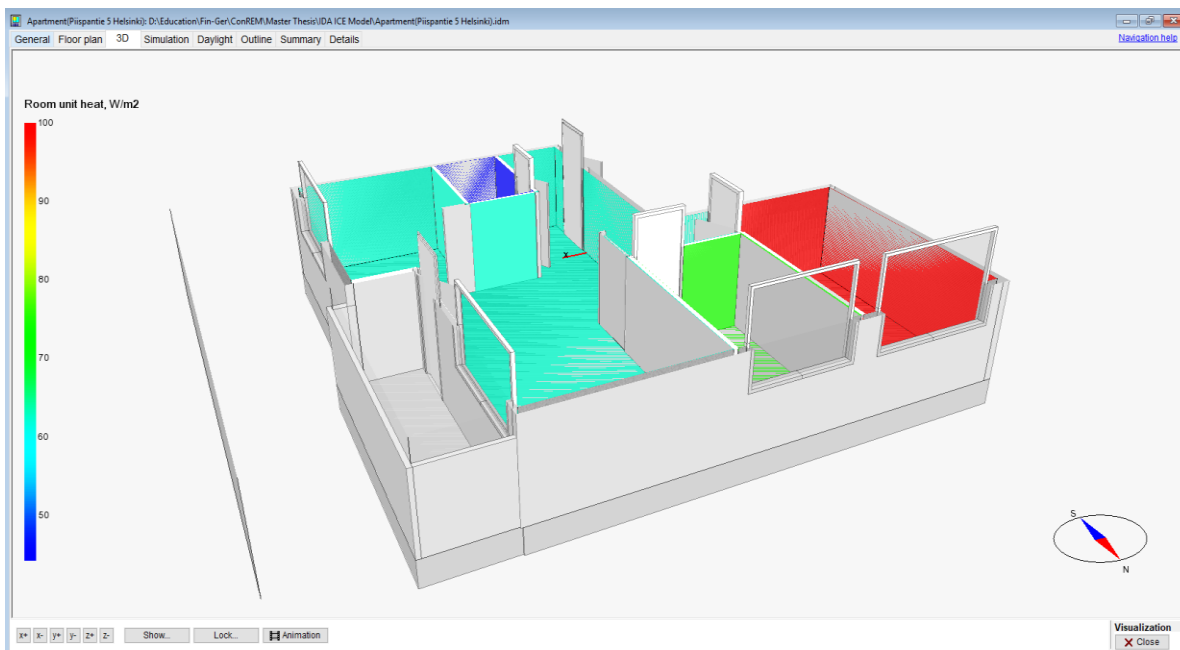 Apartment(Piispantie 5 Helsinki): D:\Education\Fin-Ger\ConREM\Master Thesis\IDA ICE Model\Apartment(Piispantie 5 Helsinki).idm
General Floor plan 3D Simulation Daylight Outline Summary Details Navigation help
Room unit heat, W/m2
100
90
80
70
60
50
x
S
N
x+ x- y+ y- z+ z- Show... Lock... Animation
Visualization
Close